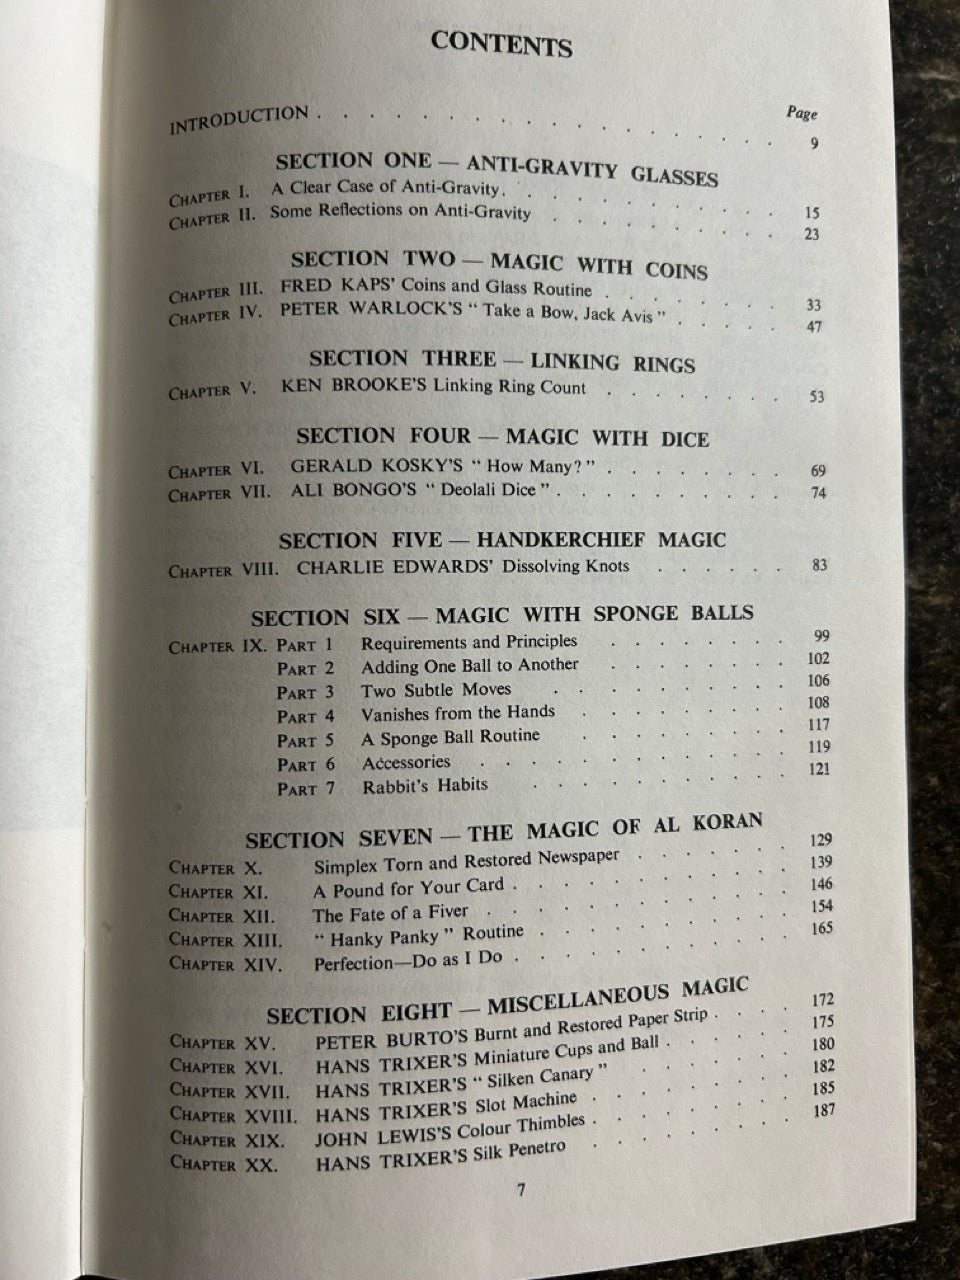 CONTENTS
Page
INTRODUCTION . . . . . . . . . . . . . . . . . 9
SECTION ONE — ANTI-GRAVITY GLASSES
CHAPTER I. A Clear Case of Anti-Gravity. . . . . . . . . . . 15
CHAPTER II. Some Reflections on Anti-Gravity . . . . . . . . . 23
SECTION TWO — MAGIC WITH COINS
CHAPTER III. FRED KAPS' Coins and Glass Routine . . . . . . . 33
CHAPTER IV. PETER WARLOCK'S “ Take a Bow, Jack Avis ” . . . . . 47
SECTION THREE — LINKING RINGS
CHAPTER V. KEN BROOKE'S Linking Ring Count . . . . . . . 53
SECTION FOUR — MAGIC WITH DICE
CHAPTER VI. GERALD KOSKY'S “ How Many? ” . . . . . . . . 69
CHAPTER VII. ALI BONGO'S “ Deolali Dice ” . . . . . . . . . . 74
SECTION FIVE — HANDKERCHIEF MAGIC
CHAPTER VIII. CHARLIE EDWARDS' Dissolving Knots . . . . . . 83
SECTION SIX — MAGIC WITH SPONGE BALLS
CHAPTER IX. PART 1 Requirements and Principles . . . . . . . . 99
PART 2 Adding One Ball to Another . . . . . . . . 102
PART 3 Two Subtle Moves . . . . . . . . . . 106
PART 4 Vanishes from the Hands . . . . . . . . . 108
PART 5 A Sponge Ball Routine . . . . . . . . . 117
PART 6 Accessories . . . . . . . . . . . . . 119
PART 7 Rabbit's Habits . . . . . . . . . . . 121
SECTION SEVEN — THE MAGIC OF AL KORAN
CHAPTER X. Simplex Torn and Restored Newspaper . . . . . . . 129
CHAPTER XI. A Pound for Your Card . . . . . . . . . . . 139
CHAPTER XII. The Fate of a Fiver . . . . . . . . . . . . 146
CHAPTER XIII. “ Hanky Panky ” Routine . . . . . . . . . . 154
CHAPTER XIV. Perfection—Do as I Do . . . . . . . . . . 165
SECTION EIGHT — MISCELLANEOUS MAGIC
CHAPTER XV. PETER BURTO'S Burnt and Restored Paper Strip . . . . 172
CHAPTER XVI. HANS TRIXER'S Miniature Cups and Ball . . . . . 175
CHAPTER XVII. HANS TRIXER'S “ Silken Canary ” . . . . . . . 180
CHAPTER XVIII. HANS TRIXER'S Slot Machine . . . . . . . . 182
CHAPTER XIX. JOHN LEWIS'S Colour Thimbles . . . . . . . . 185
CHAPTER XX. HANS TRIXER'S Silk Penetro . . . . . . . . 187
7